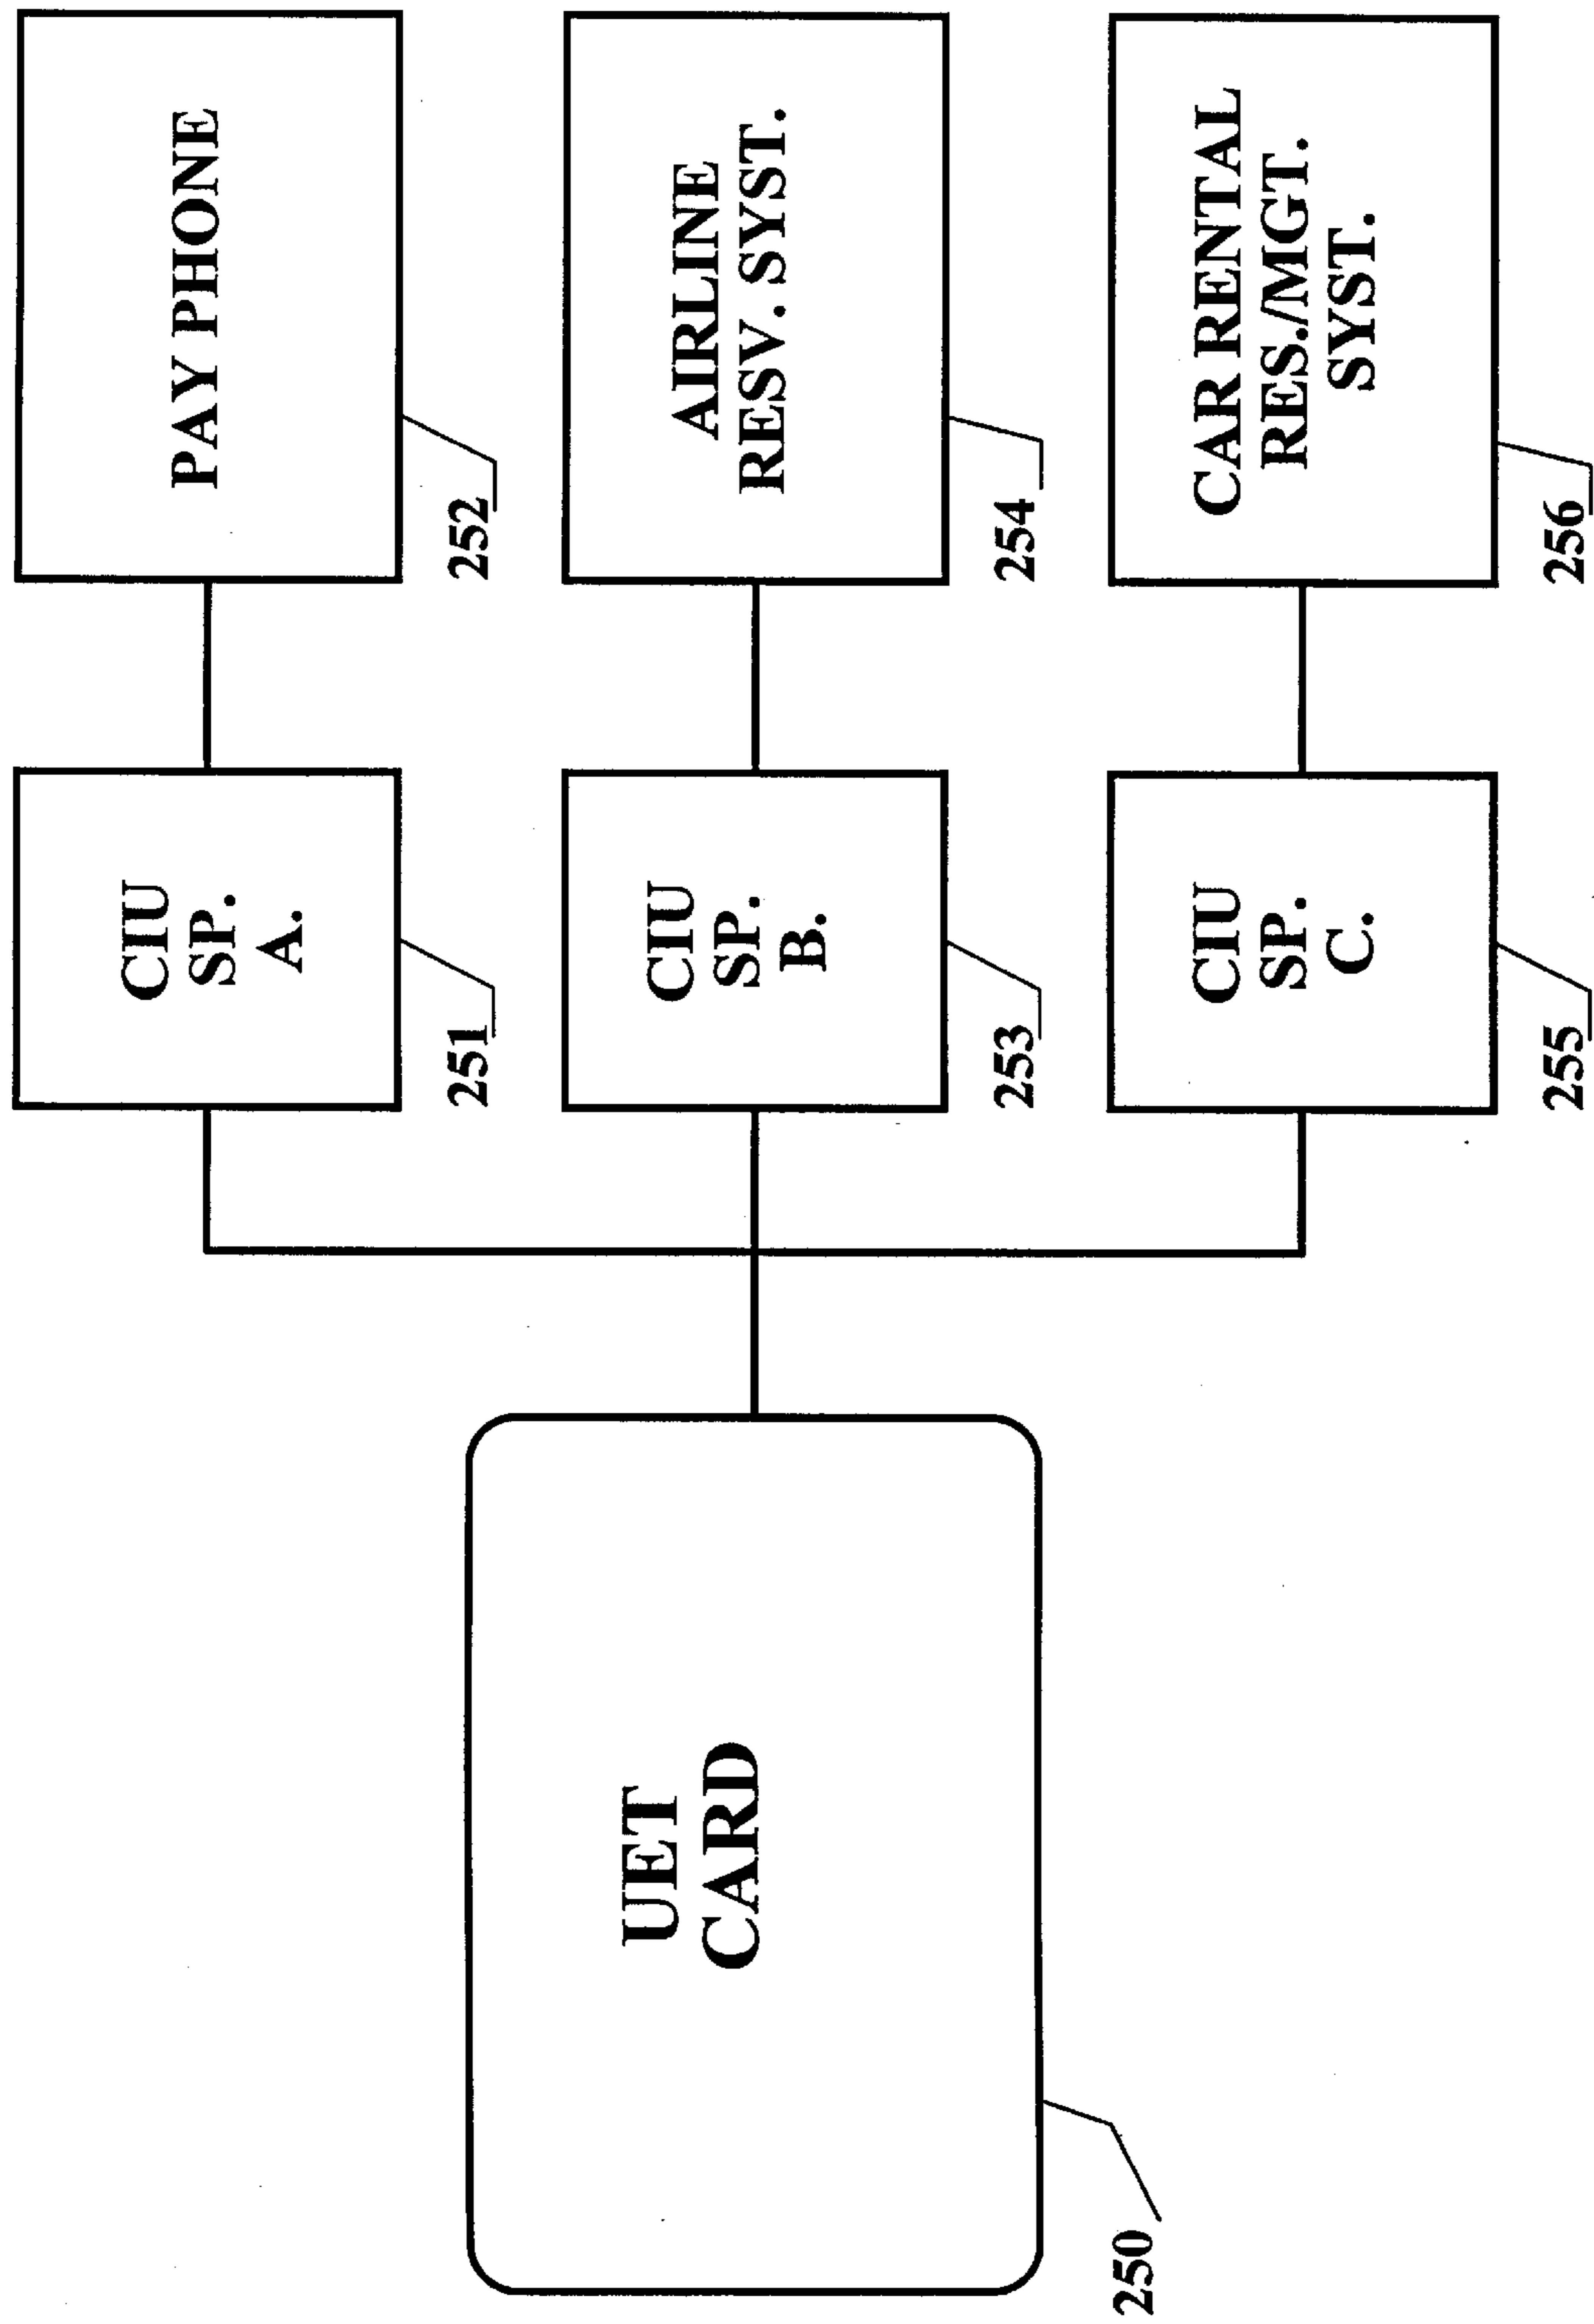 UET
CARD
250
CIU
SP.
A.
251
PAY PHONE
252
CIU
SP.
B.
253
AIRLINE
RESV. SYST.
254
CIU
SP.
C.
255
CAR RENTAL
RES./MGT.
SYST.
256